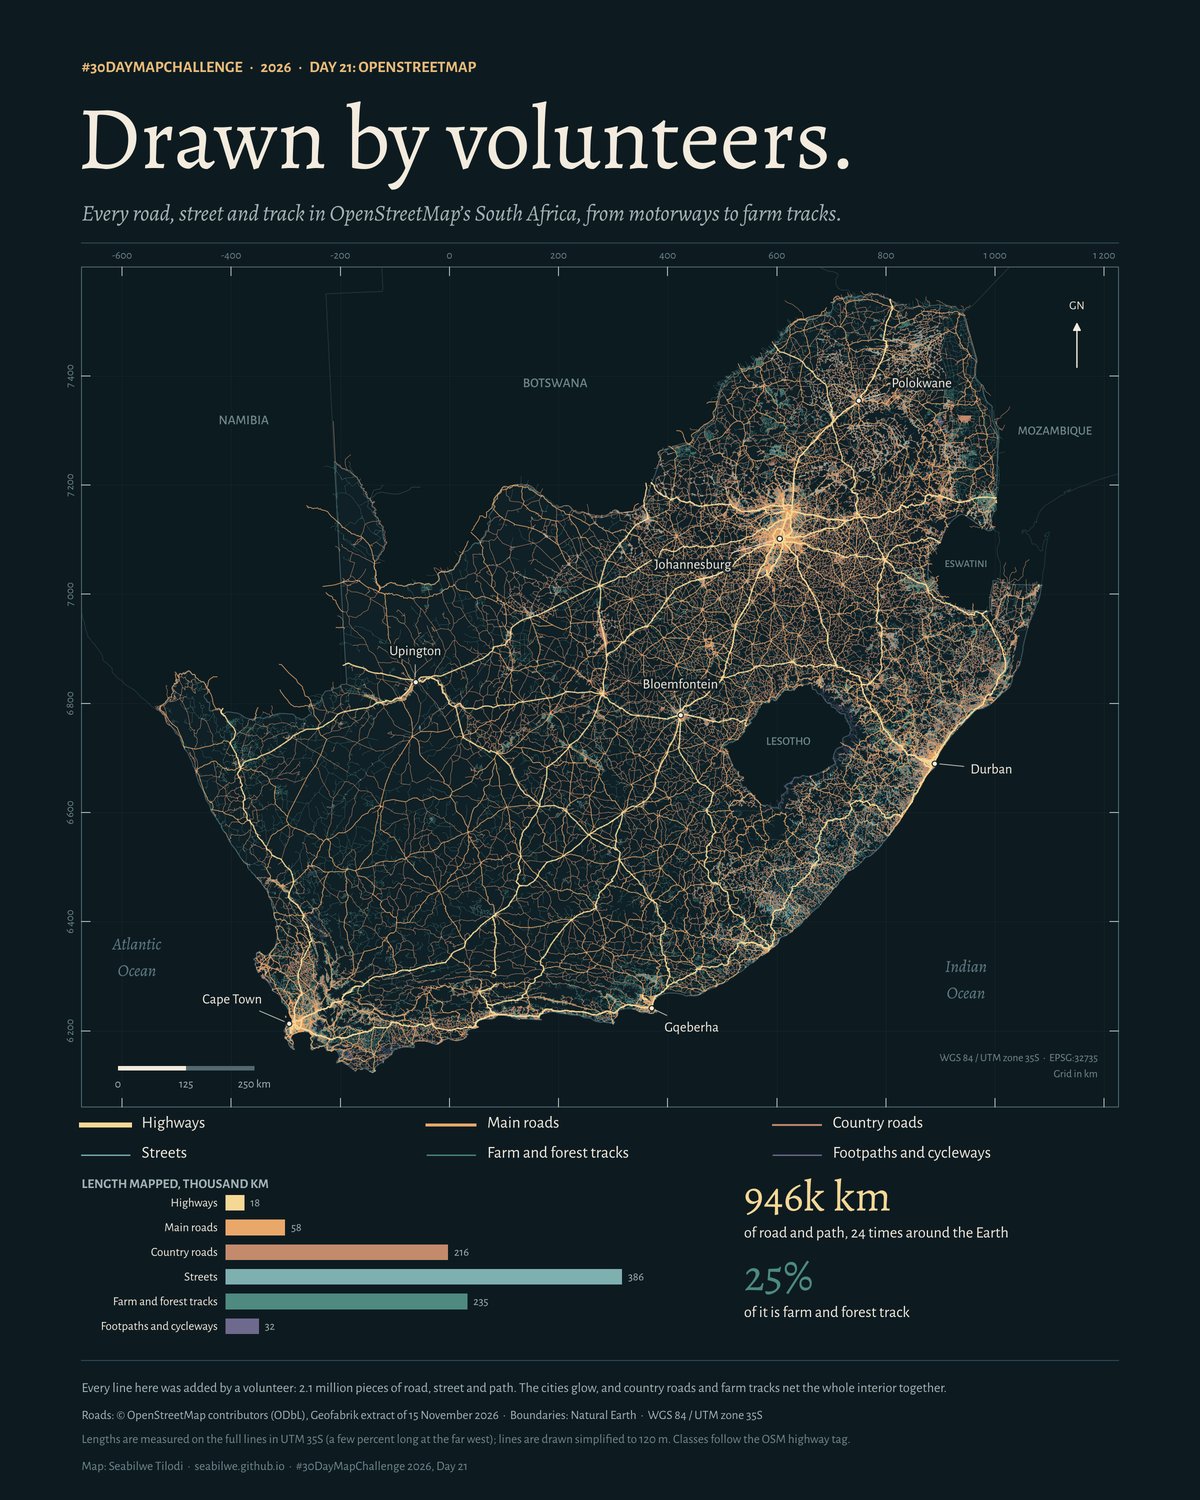 #30DAYMAPCHALLENGE · 2026 · DAY 21: OPENSTREETMAP
Drawn by volunteers.
Every road, street and track in OpenStreetMap's South Africa, from motorways to farm tracks.
-600 -400 -200 0 200 400 600 800 1 000 1 200
GN
7 400
BOTSWANA
Polokwane
NAMIBIA
MOZAMBIQUE
7 200
Johannesburg
ESWATINI
7 000
Upington
Bloemfontein
6 800
LESOTHO
Durban
6 600
6 400
Atlantic
Ocean
Indian
Ocean
Cape Town
Gqeberha
6 200
WGS 84 / UTM zone 35S · EPSG:32735
Grid in km
0 125 250 km
Highways Main roads Country roads
Streets Farm and forest tracks Footpaths and cycleways
LENGTH MAPPED, THOUSAND KM
Highways 18
Main roads 58
Country roads 216
Streets 386
Farm and forest tracks 235
Footpaths and cycleways 32
946k km
of road and path, 24 times around the Earth
25%
of it is farm and forest track
Every line here was added by a volunteer: 2.1 million pieces of road, street and path. The cities glow, and country roads and farm tracks net the whole interior together.
Roads: © OpenStreetMap contributors (ODbL), Geofabrik extract of 15 November 2026 · Boundaries: Natural Earth · WGS 84 / UTM zone 35S
Lengths are measured on the full lines in UTM 35S (a few percent long at the far west); lines are drawn simplified to 120 m. Classes follow the OSM highway tag.
Map: Seabilwe Tilodi · seabilwe.github.io · #30DayMapChallenge 2026, Day 21